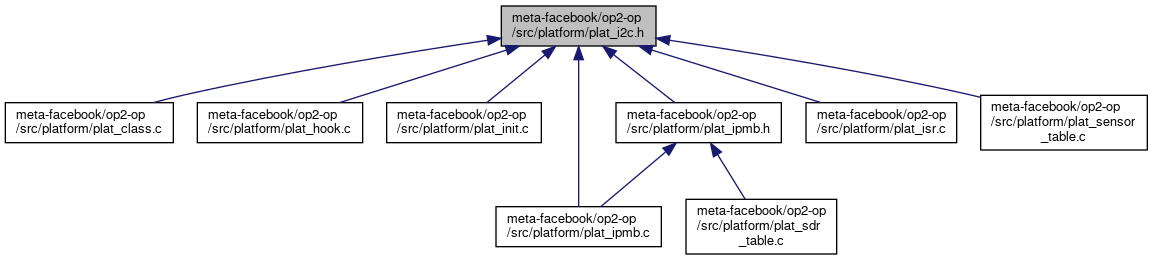 meta-facebook/op2-op
/src/platform/plat_i2c.h
meta-facebook/op2-op
/src/platform/plat_class.c
meta-facebook/op2-op
/src/platform/plat_hook.c
meta-facebook/op2-op
/src/platform/plat_init.c
meta-facebook/op2-op
/src/platform/plat_ipmb.h
meta-facebook/op2-op
/src/platform/plat_isr.c
meta-facebook/op2-op
/src/platform/plat_sensor
_table.c
meta-facebook/op2-op
/src/platform/plat_ipmb.c
meta-facebook/op2-op
/src/platform/plat_sdr
_table.c